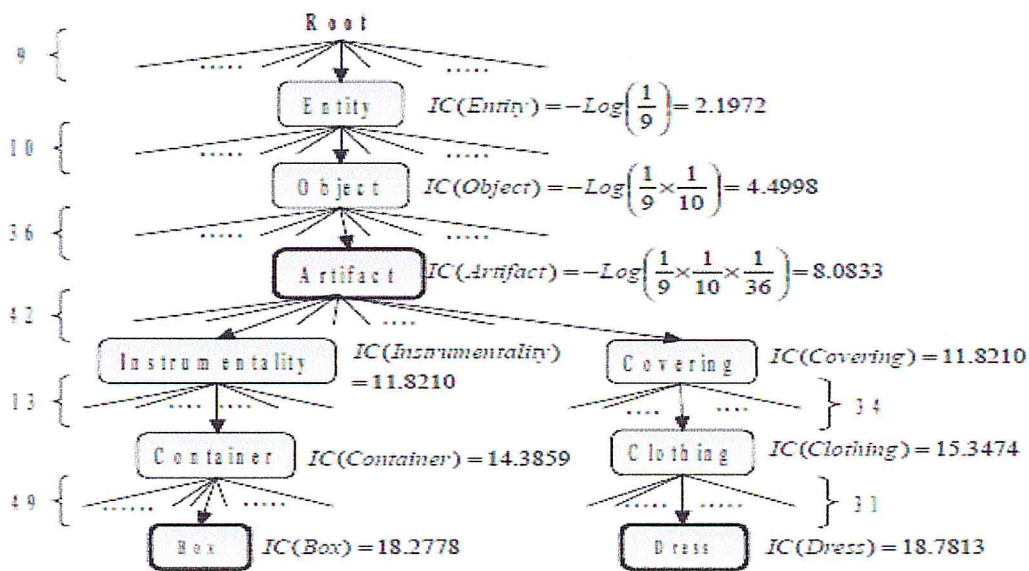 Root
9
.....
.....
Entity
IC(Entity) = −Log(1/9) = 2.1972
10
.....
.....
Object
IC(Object) = −Log(1/9 × 1/10) = 4.4998
36
.....
.....
Artifact
IC(Artifact) = −Log(1/9 × 1/10 × 1/36) = 8.0833
42
.....
....
Instrumentality
IC(Instrumentality)
= 11.8210
Covering
IC(Covering) = 11.8210
13
....
....
....
....
34
Container
IC(Container) = 14.3859
Clothing
IC(Clothing) = 15.3474
49
......
.....
.....
.....
31
Box
IC(Box) = 18.2778
Dress
IC(Dress) = 18.7813